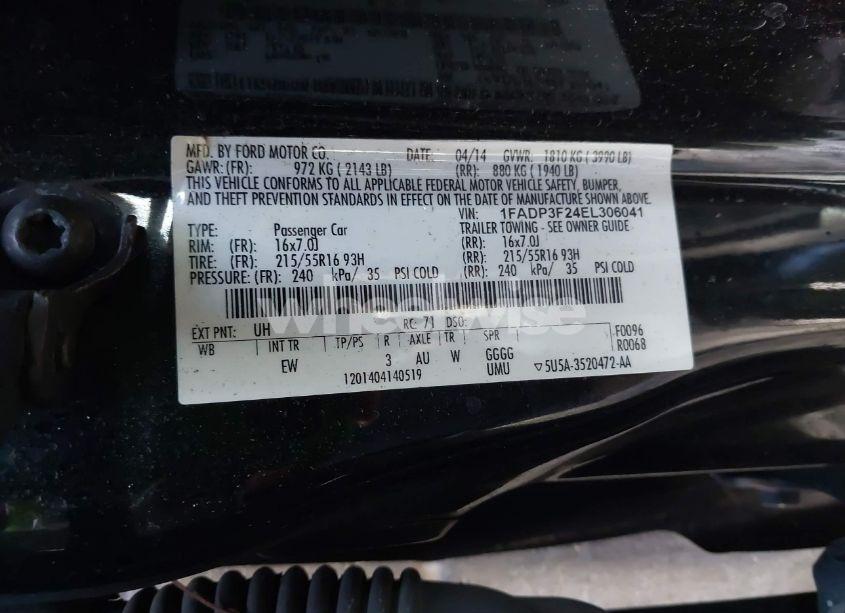 MFD. BY FORD MOTOR CO. DATE: 04/14 GVWR: 1810 KG ( 3990 LB)
GAWR: (FR): 972 KG ( 2143 LB) (RR): 880 KG ( 1940 LB)
THIS VEHICLE CONFORMS TO ALL APPLICABLE FEDERAL MOTOR VEHICLE SAFETY, BUMPER,
AND THEFT PREVENTION STANDARDS IN EFFECT ON THE DATE OF MANUFACTURE SHOWN ABOVE.
VIN: 1FADP3F24EL306041
TYPE: Passenger Car TRAILER TOWING - SEE OWNER GUIDE
RIM: (FR): 16x7.0J (RR): 16x7.0J
TIRE: (FR): 215/55R16 93H (RR): 215/55R16 93H
PRESSURE: (FR): 240 kPa/ 35 PSI COLD (RR): 240 kPa/ 35 PSI COLD
wheelwise
EXT PNT: UH RC: 71 DSO: F0096
WB INT TR TP/PS R AXLE TR SPR R0068
EW 3 AU W GGGG
UMU ▽5U5A-3520472-AA
1201404140519